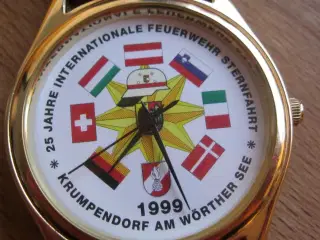 * 25 JAHRE INTERNATIONALE FEUERWEHR STERNFAHRT *
1999
KRUMPENDORF AM WÖRTHER SEE